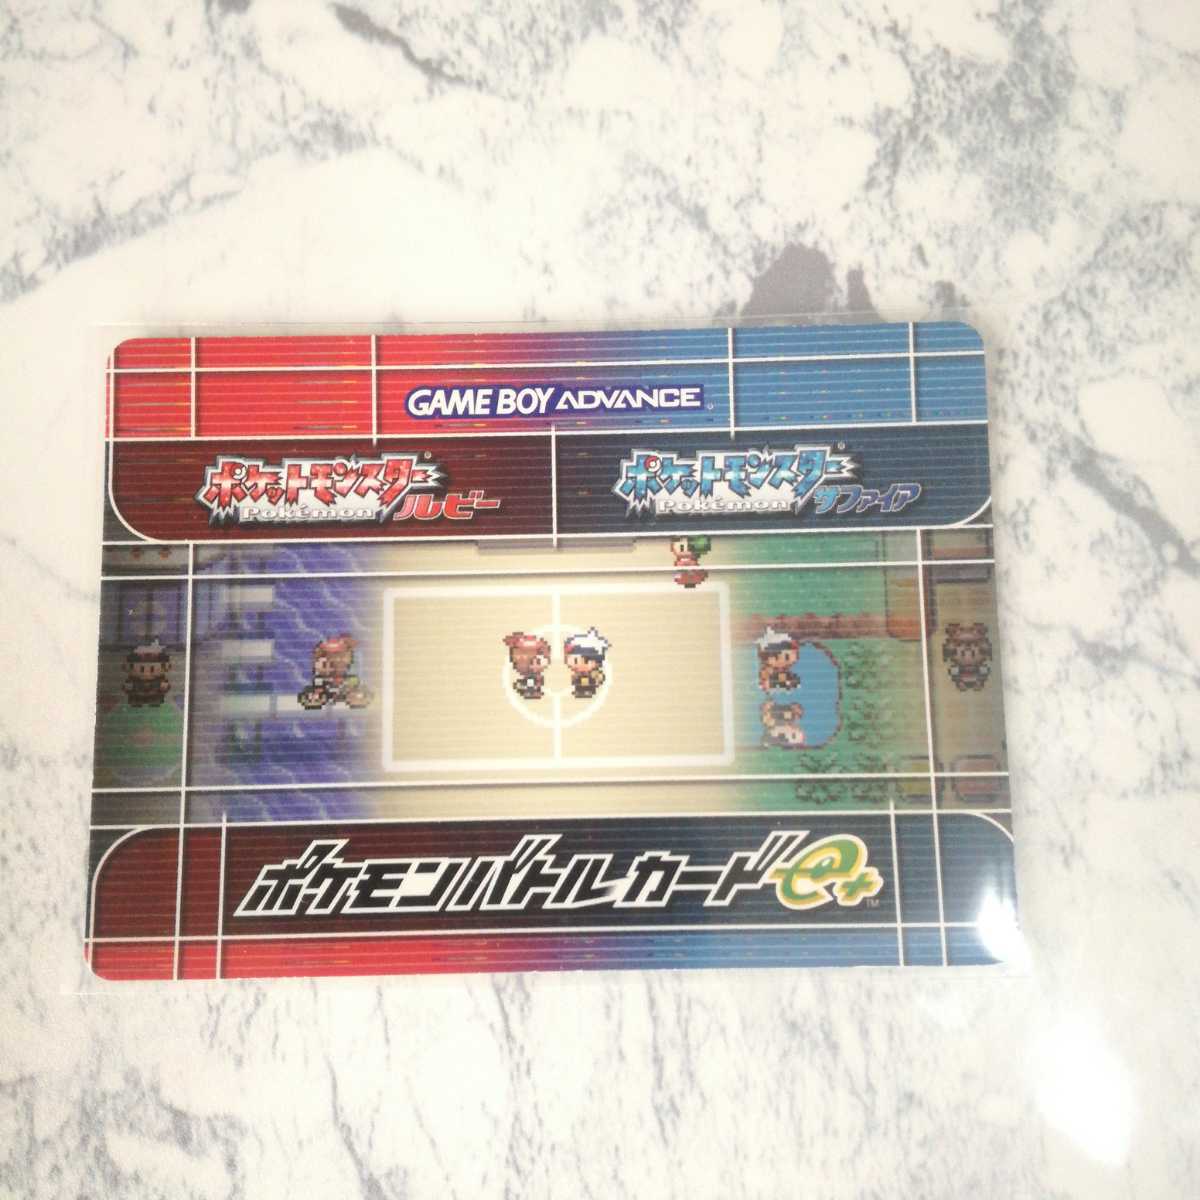 GAME BOY ADVANCE
ポケットモンスター
Pokémon ルビー
ポケットモンスター
Pokémon サファイア
ポケモンバトルカードe+ TM